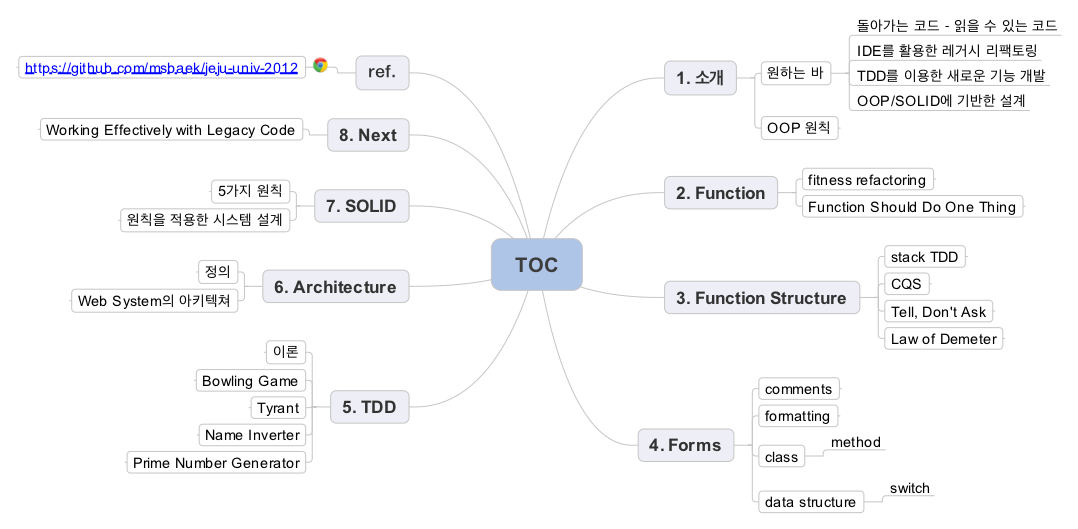 TOC
1. 소개
원하는 바
돌아가는 코드 - 읽을 수 있는 코드
IDE를 활용한 레거시 리팩토링
TDD를 이용한 새로운 기능 개발
OOP/SOLID에 기반한 설계
OOP 원칙
2. Function
fitness refactoring
Function Should Do One Thing
3. Function Structure
stack TDD
CQS
Tell, Don't Ask
Law of Demeter
4. Forms
comments
formatting
class
method
data structure
switch
5. TDD
이론
Bowling Game
Tyrant
Name Inverter
Prime Number Generator
6. Architecture
정의
Web System의 아키텍쳐
7. SOLID
5가지 원칙
원칙을 적용한 시스템 설계
8. Next
Working Effectively with Legacy Code
ref.
https://github.com/msbaek/jeju-univ-2012